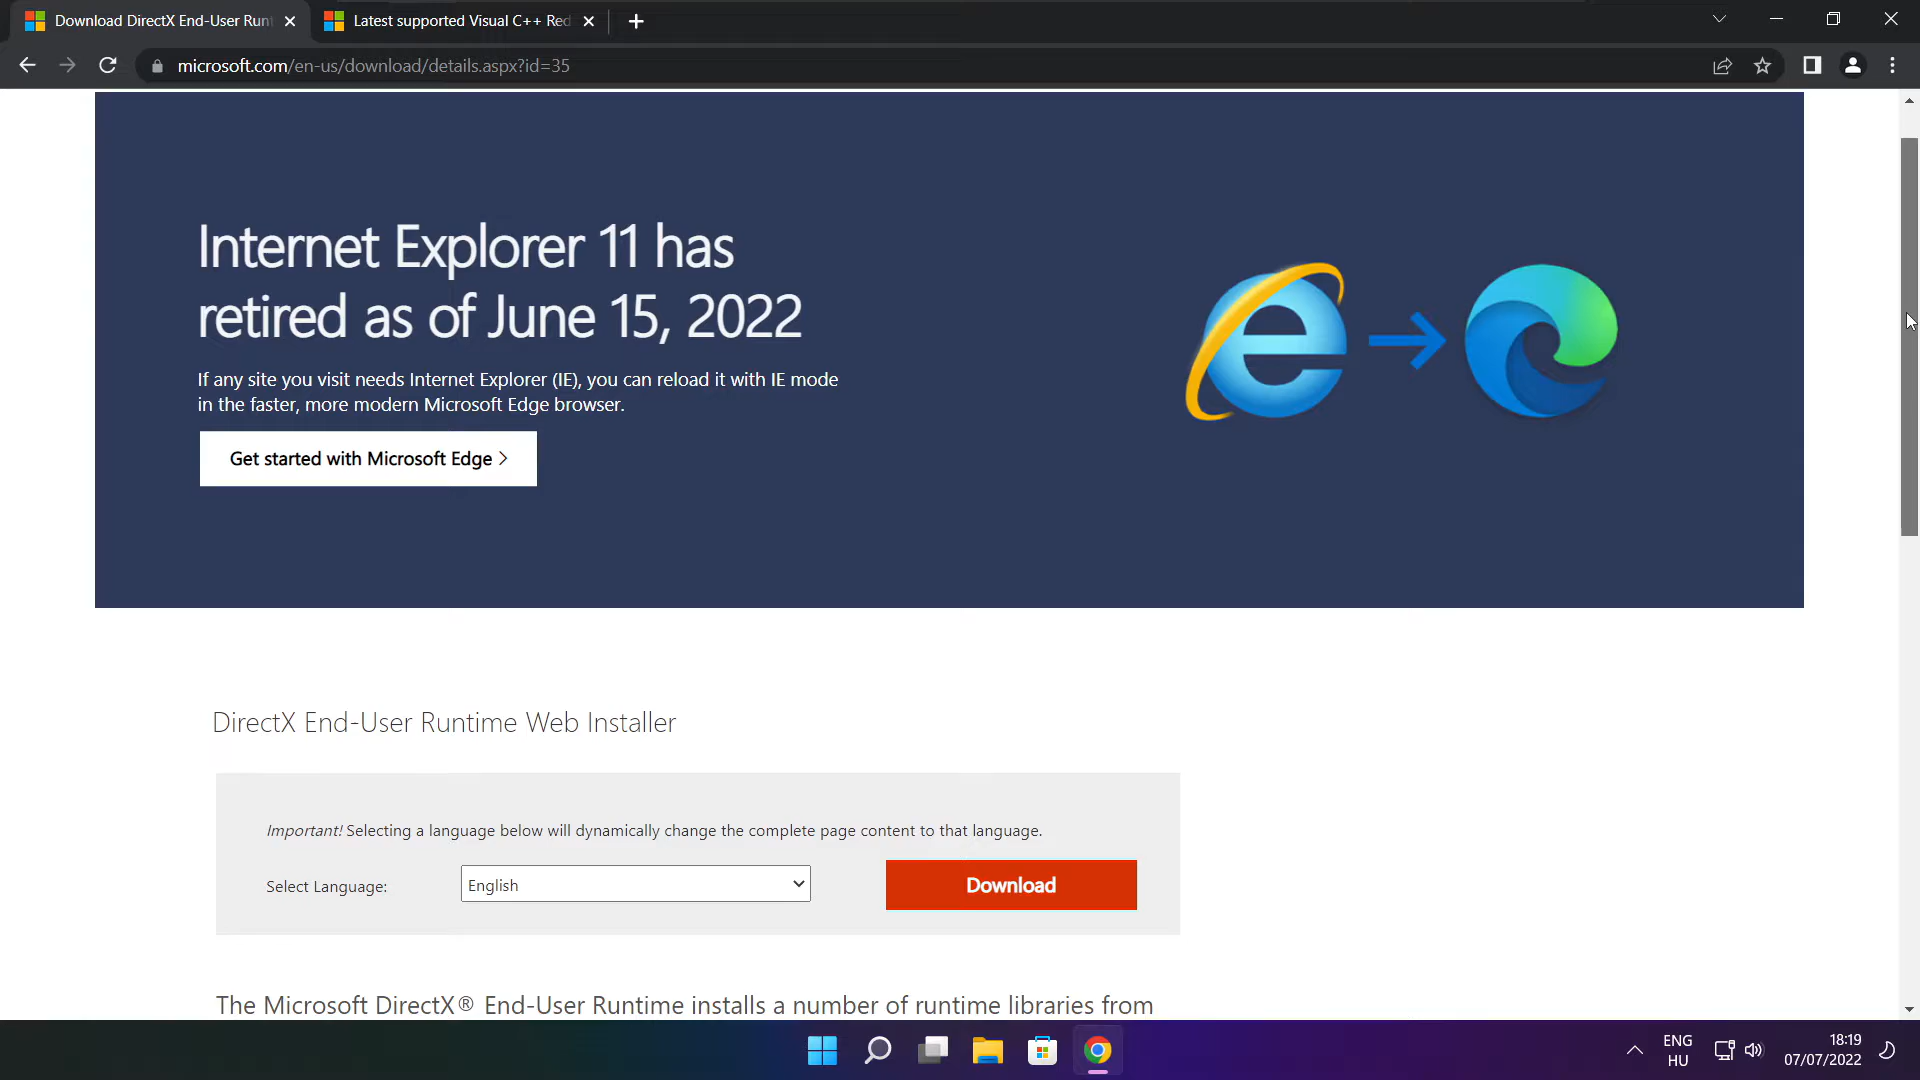 Download DirectX End-User Run
Latest supported Visual C++ Red
microsoft.com/en-us/download/details.aspx?id=35
Internet Explorer 11 has
retired as of June 15, 2022
If any site you visit needs Internet Explorer (IE), you can reload it with IE mode
in the faster, more modern Microsoft Edge browser.
Get started with Microsoft Edge >
DirectX End-User Runtime Web Installer
Important! Selecting a language below will dynamically change the complete page content to that language.
Select Language:
English
Download
The Microsoft DirectX® End-User Runtime installs a number of runtime libraries from
ENG
HU
18:19
07/07/2022